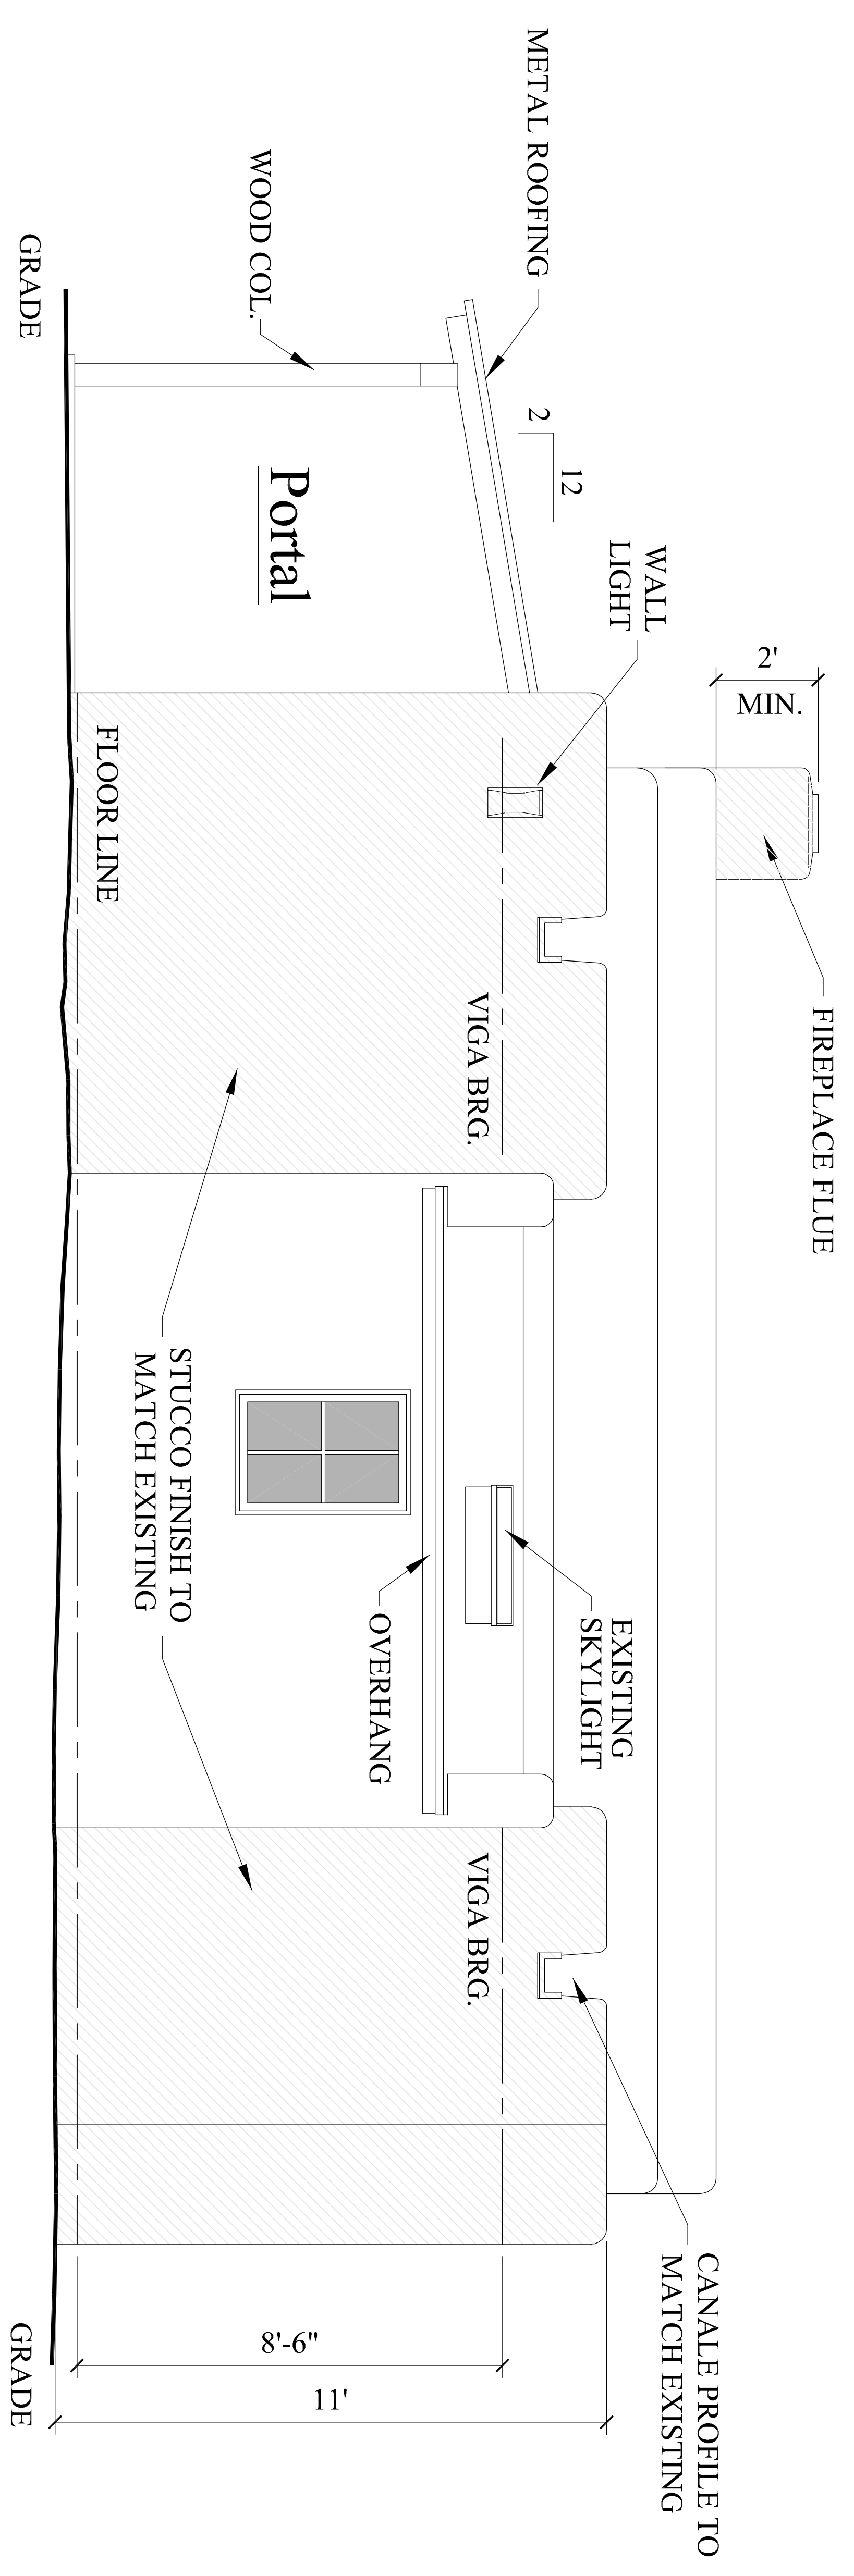 FIREPLACE FLUE
2'
MIN.
CANALE PROFILE TO
MATCH EXISTING
WALL
LIGHT
EXISTING
SKYLIGHT
METAL ROOFING
12
2
VIGA BRG.
VIGA BRG.
OVERHANG
WOOD COL.
Portal
8'-6"
11'
STUCCO FINISH TO
MATCH EXISTING
FLOOR LINE
GRADE
GRADE